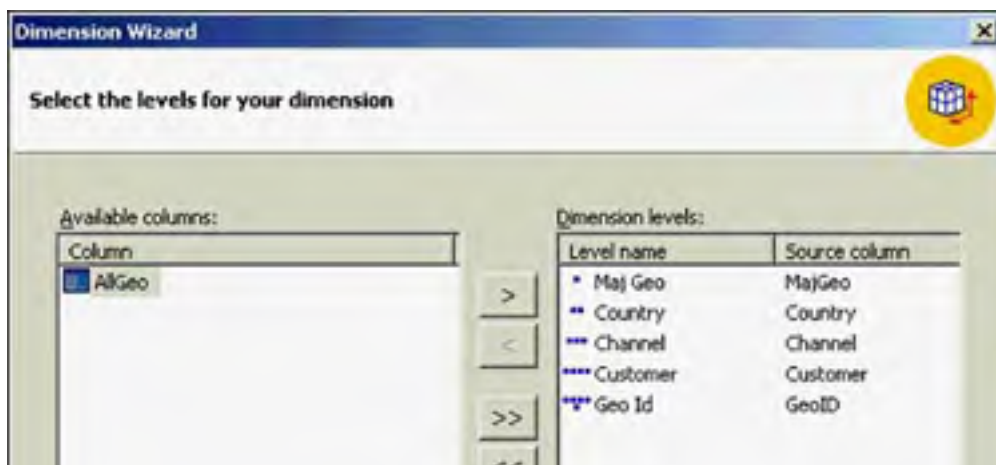 Dimension Wizard
Select the levels for your dimension
Available columns:
Column
AllGeo
>
<
>>
<<
Dimension levels:
Level name Source column
Maj Geo MajGeo
Country Country
Channel Channel
Customer Customer
Geo Id GeoID